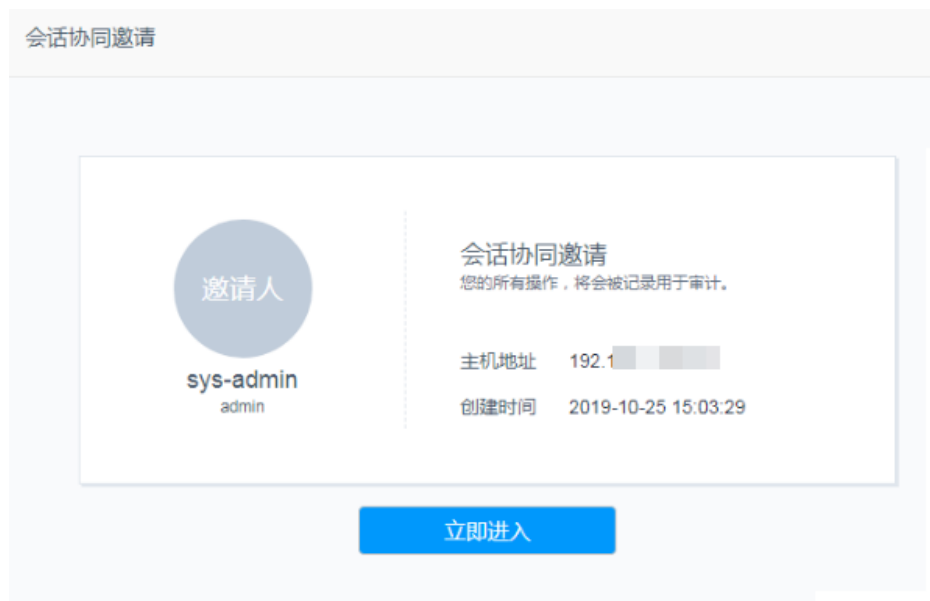 会话协同邀请
邀请人
sys-admin
admin
会话协同邀请
您的所有操作，将会被记录用于审计。
主机地址 192.1
创建时间 2019-10-25 15:03:29
立即进入